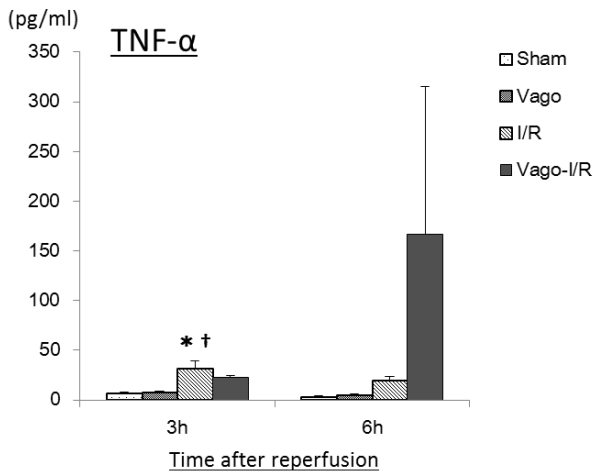 (pg/ml)
TNF-α
350
300
250
200
150
100
50
0
Sham
Vago
I/R
Vago-I/R
* †
3h
6h
Time after reperfusion